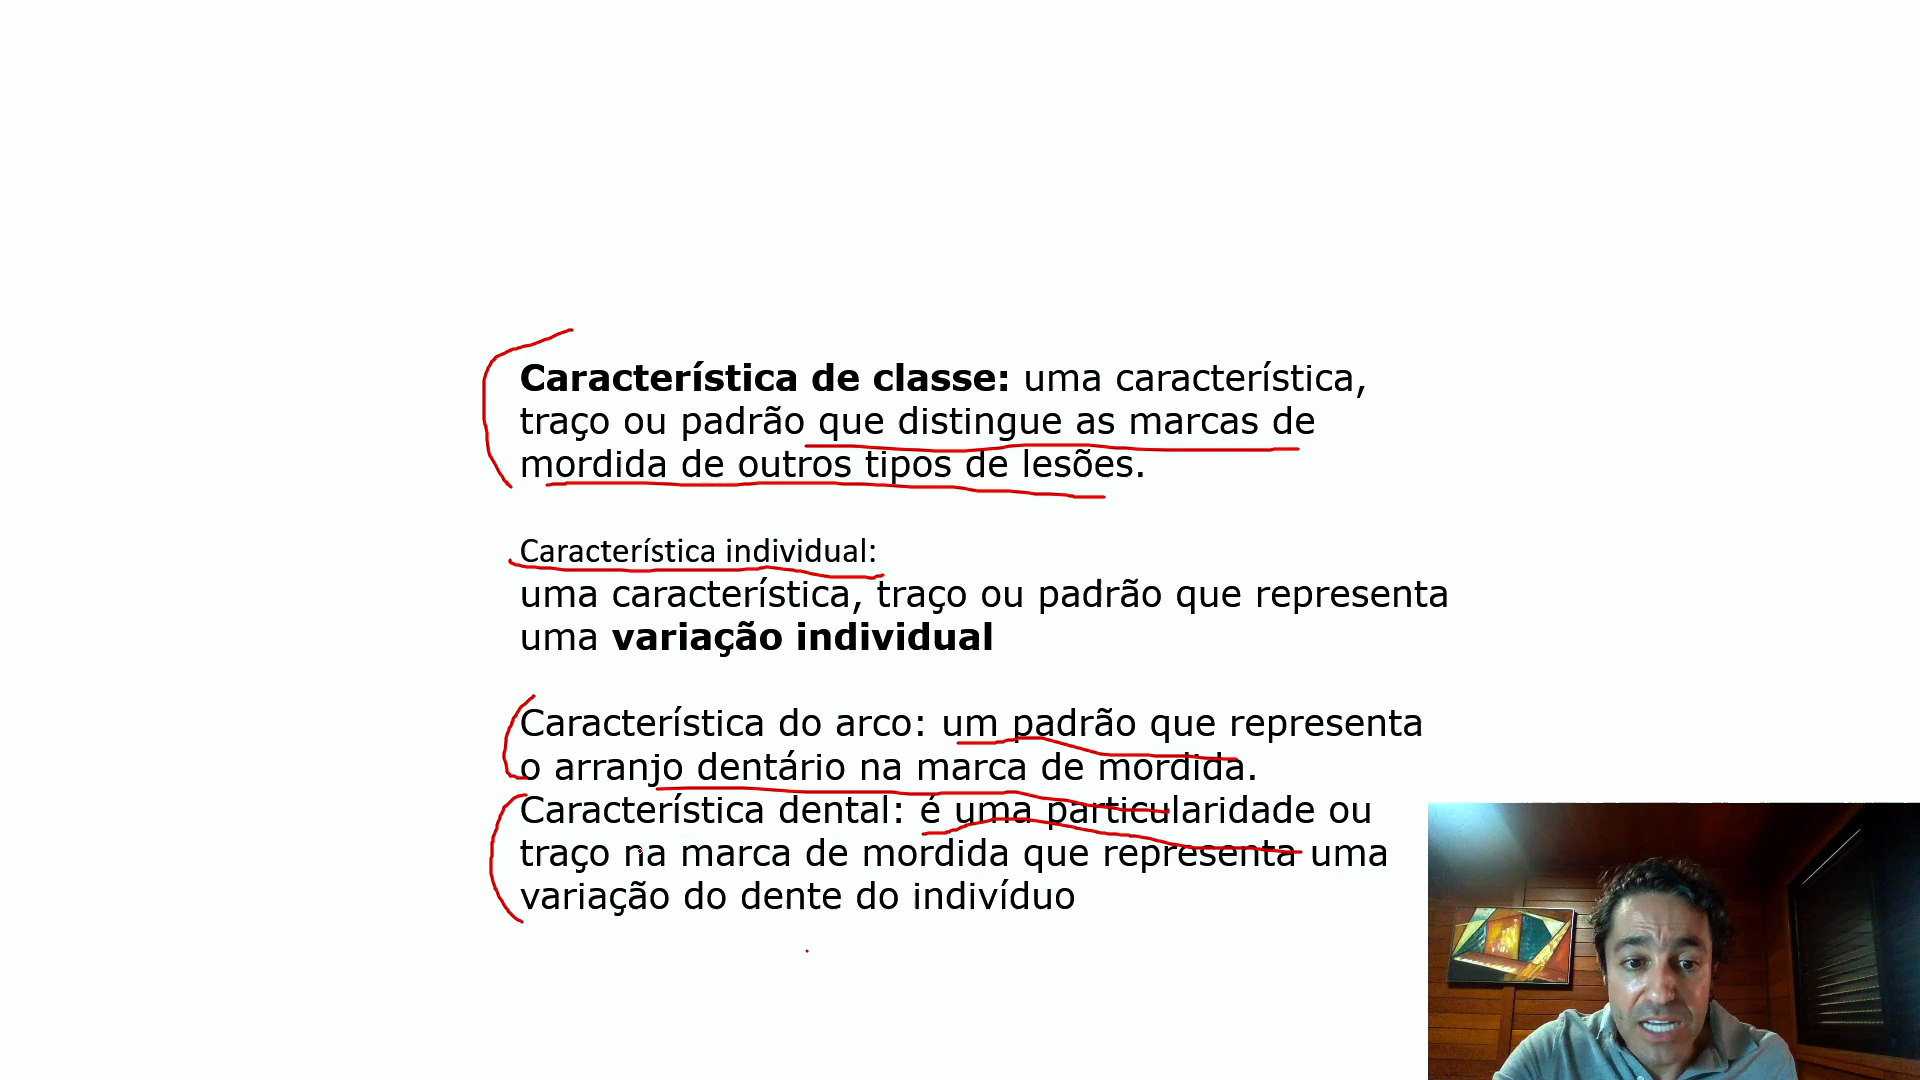 Característica de classe: uma característica,
traço ou padrão que distingue as marcas de
mordida de outros tipos de lesões.
Característica individual:
uma característica, traço ou padrão que representa
uma variação individual
Característica do arco: um padrão que representa
o arranjo dentário na marca de mordida.
Característica dental: é uma particularidade ou
traço na marca de mordida que representa uma
variação do dente do indivíduo